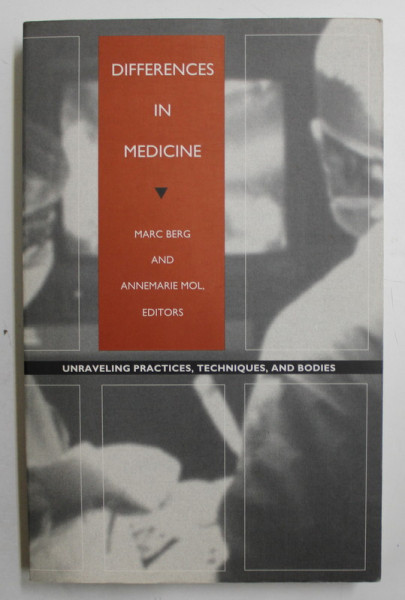 DIFFERENCES
IN
MEDICINE
MARC BERG
AND
ANNEMARIE MOL,
EDITORS
UNRAVELING PRACTICES, TECHNIQUES, AND BODIES